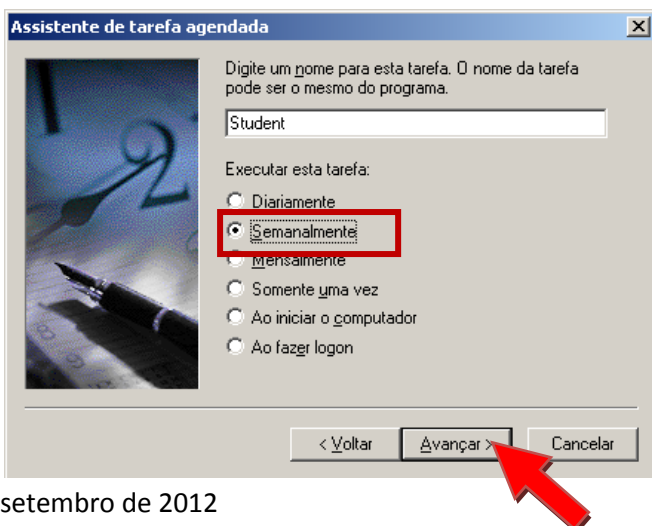 Assistente de tarefa agendada
Digite um nome para esta tarefa. O nome da tarefa
pode ser o mesmo do programa.
Student
Executar esta tarefa:
Diariamente
Semanalmente
Mensalmente
Somente uma vez
Ao iniciar o computador
Ao fazer logon
< Voltar
Avançar >
Cancelar
setembro de 2012